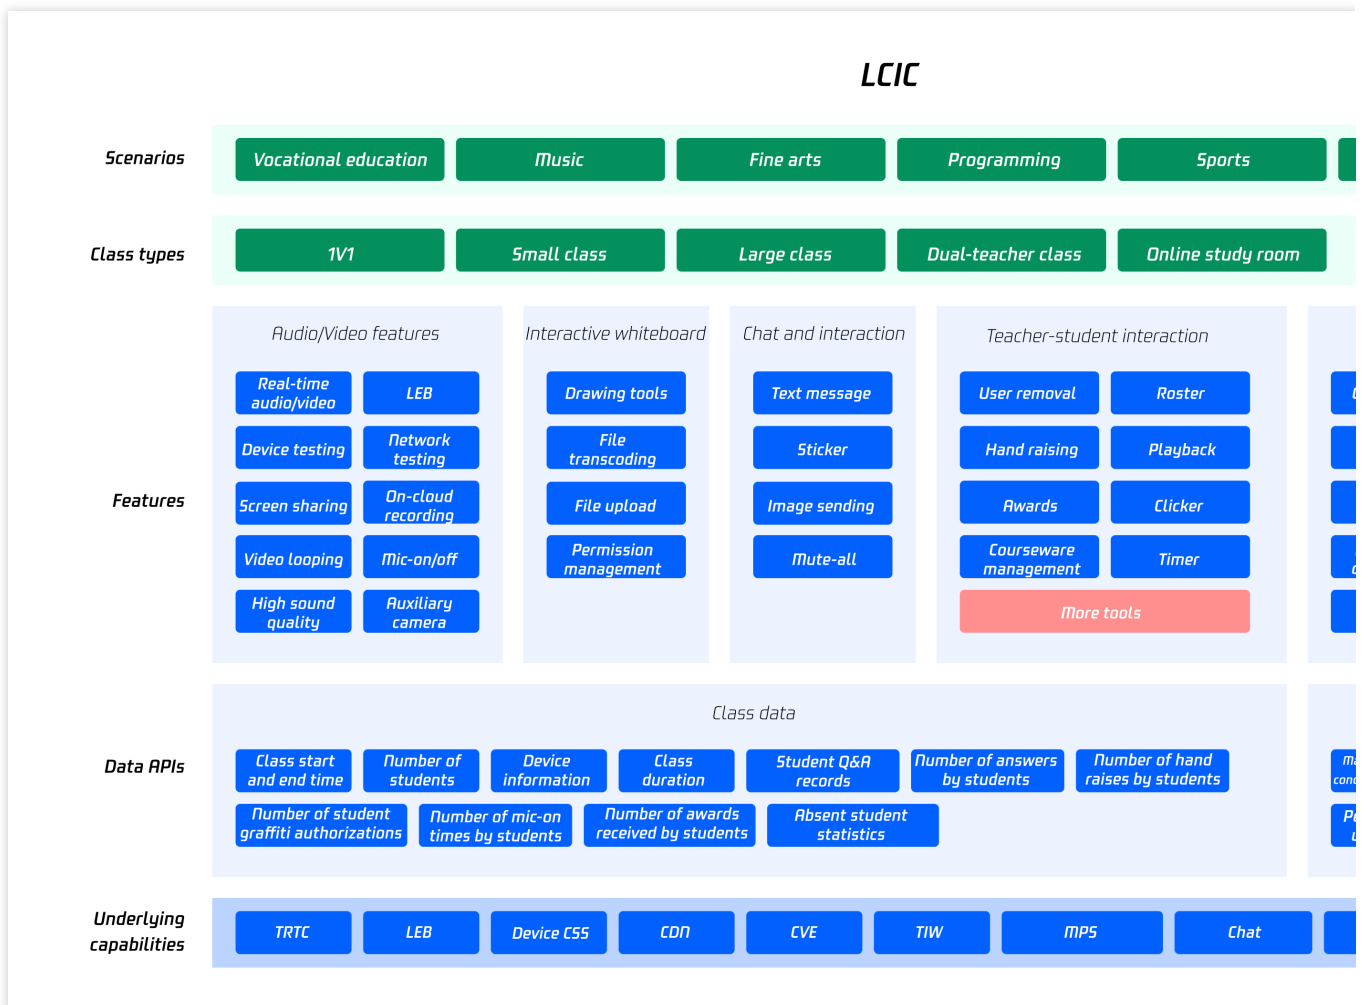 LCIC
Scenarios
Vocational education
Music
Fine arts
Programming
Sports
Class types
1V1
Small class
Large class
Dual-teacher class
Online study room
Features
Audio/Video features
Real-time
audio/video
LEB
Device testing
Network
testing
Screen sharing
On-cloud
recording
Video looping
Mic-on/off
High sound
quality
Auxiliary
camera
Interactive whiteboard
Drawing tools
File
transcoding
File upload
Permission
management
Chat and interaction
Text message
Sticker
Image sending
Mute-all
Teacher-student interaction
User removal
Roster
Hand raising
Playback
Awards
Clicker
Courseware
management
Timer
More tools
Data APIs
Class data
Class start
and end time
Number of
students
Device
information
Class
duration
Student Q&A
records
Number of answers
by students
Number of hand
raises by students
Number of student
graffiti authorizations
Number of mic-on
times by students
Number of awards
received by students
Absent student
statistics
Underlying
capabilities
TRTC
LEB
Device CSS
CDN
CVE
TIW
MPS
Chat